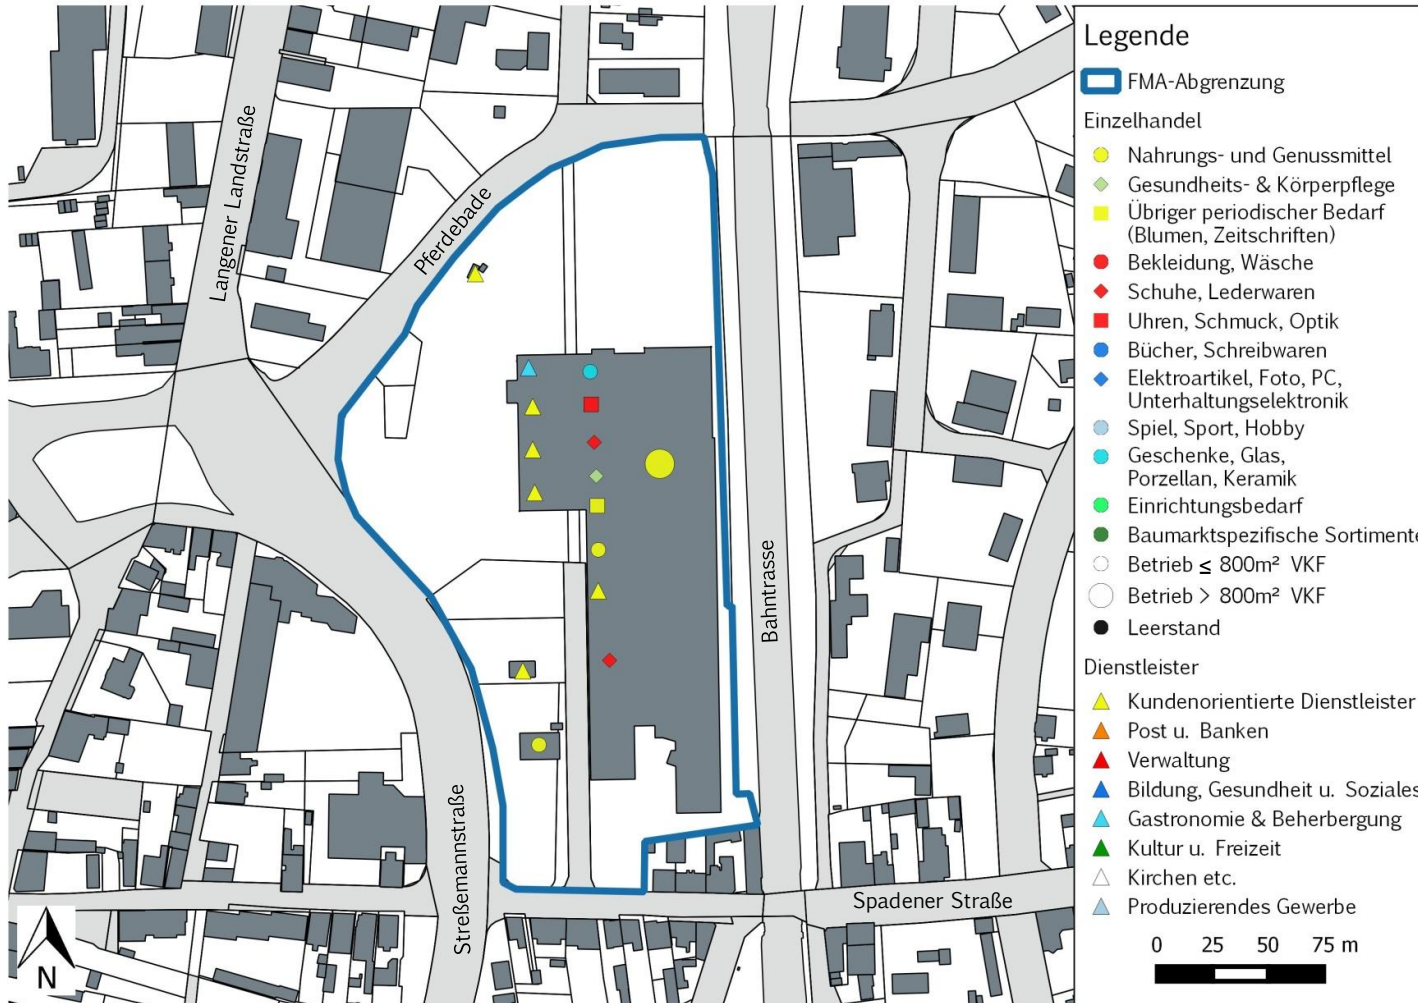 Langener Landstraße
Pferdebade
Bahntrasse
Streßemannstraße
Spadener Straße
N
Legende
FMA-Abgrenzung
Einzelhandel
Nahrungs- und Genussmittel
Gesundheits- & Körperpflege
Übriger periodischer Bedarf
(Blumen, Zeitschriften)
Bekleidung, Wäsche
Schuhe, Lederwaren
Uhren, Schmuck, Optik
Bücher, Schreibwaren
Elektroartikel, Foto, PC,
Unterhaltungselektronik
Spiel, Sport, Hobby
Geschenke, Glas,
Porzellan, Keramik
Einrichtungsbedarf
Baumarktspezifische Sortimente
Betrieb ≤ 800m² VKF
Betrieb > 800m² VKF
Leerstand
Dienstleister
Kundenorientierte Dienstleister
Post u. Banken
Verwaltung
Bildung, Gesundheit u. Soziales
Gastronomie & Beherbergung
Kultur u. Freizeit
Kirchen etc.
Produzierendes Gewerbe
0 25 50 75 m